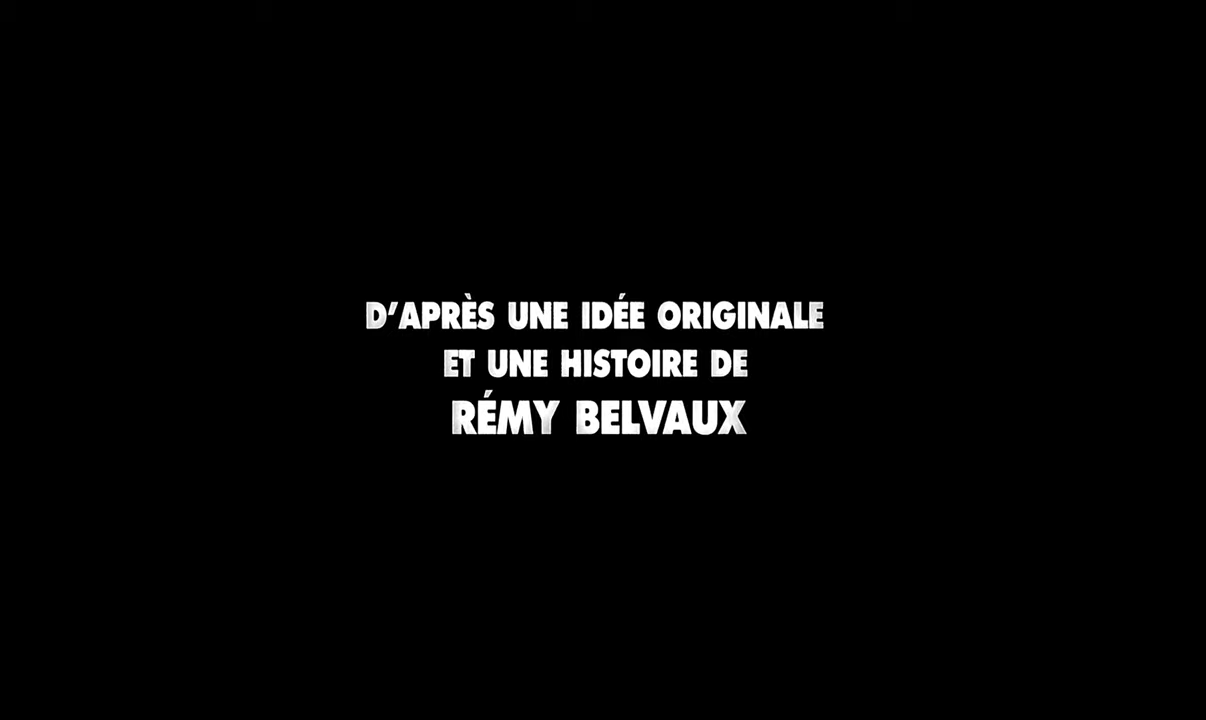 D'APRÈS UNE IDÉE ORIGINALE
ET UNE HISTOIRE DE
RÉMY BELVAUX